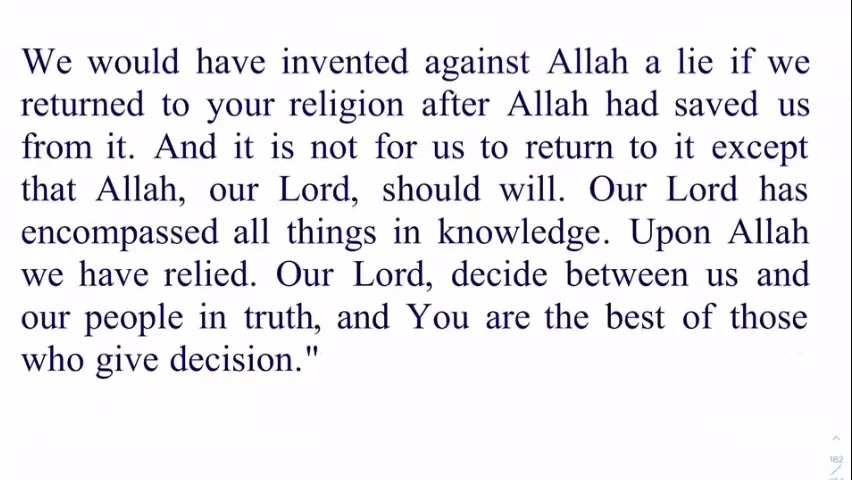 We would have invented against Allah a lie if we
returned to your religion after Allah had saved us
from it. And it is not for us to return to it except
that Allah, our Lord, should will. Our Lord has
encompassed all things in knowledge. Upon Allah
we have relied. Our Lord, decide between us and
our people in truth, and You are the best of those
who give decision."
162